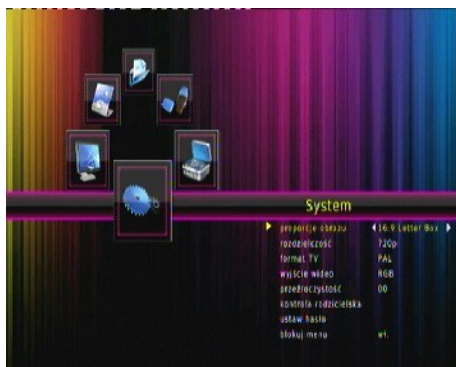 System
proporcje obrazu 16:9 Letter Box
rozdzielczość 720p
format TV PAL
wyjście wideo RGB
przeźroczystość 00
kontrola rodzicielska
ustaw hasło
blokuj menu wł.